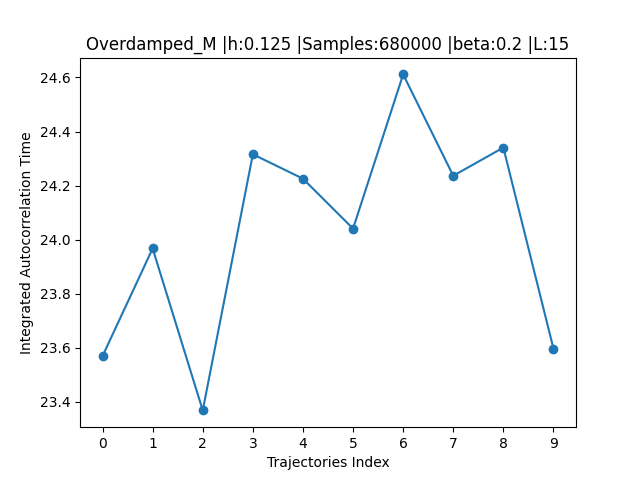 Overdamped_M |h:0.125 |Samples:680000 |beta:0.2 |L:15
24.6
24.4
24.2
24.0
23.8
23.6
23.4
Integrated Autocorrelation Time
0 1 2 3 4 5 6 7 8 9
Trajectories Index